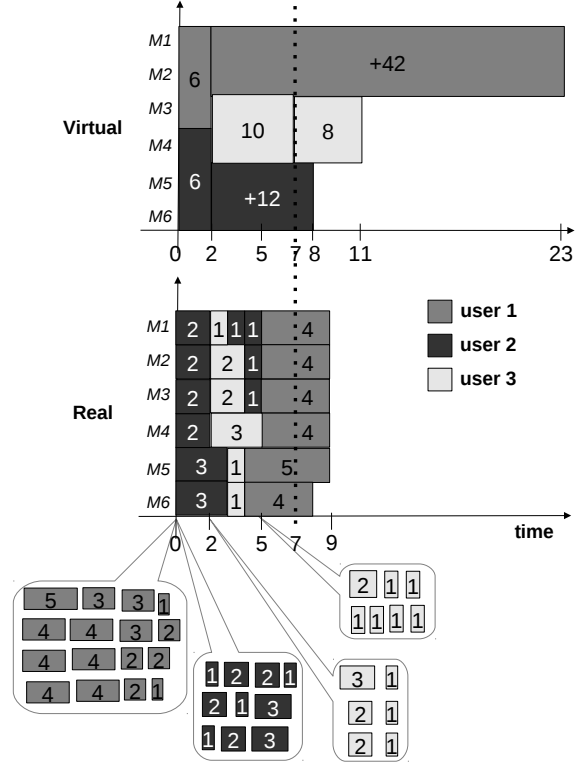 M1
M2
M3
M4
M5
M6
Virtual
6
+42
10
8
6
+12
0 2 5 7 8 11 23
user 1
user 2
user 3
Real
M1 2 1 1 1 4
M2 2 2 1 4
M3 2 2 1 4
M4 2 3 4
M5 3 1 5
M6 3 1 4
time
0 2 5 7 9
5 3 3 1
4 4 3 2
4 4 2 2
4 4 2 1
1 2 2 1
2 1 3
1 2 3
2 1 1
1 1 1 1
3 1
2 1
2 1